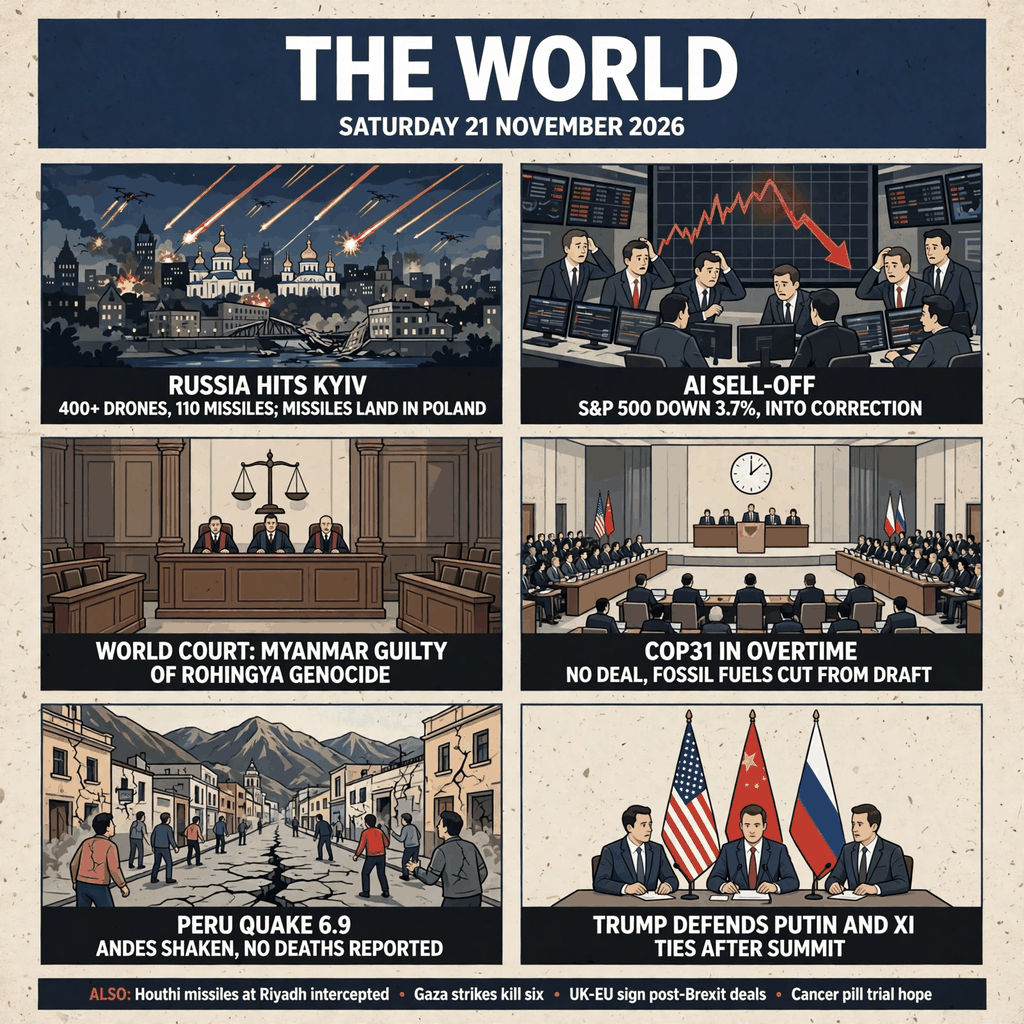 THE WORLD
SATURDAY 21 NOVEMBER 2026
RUSSIA HITS KYIV
400+ DRONES, 110 MISSILES; MISSILES LAND IN POLAND
AI SELL-OFF
S&P 500 DOWN 3.7%, INTO CORRECTION
WORLD COURT: MYANMAR GUILTY
OF ROHINGYA GENOCIDE
COP31 IN OVERTIME
NO DEAL, FOSSIL FUELS CUT FROM DRAFT
PERU QUAKE 6.9
ANDES SHAKEN, NO DEATHS REPORTED
TRUMP DEFENDS PUTIN AND XI
TIES AFTER SUMMIT
ALSO: Houthi missiles at Riyadh intercepted • Gaza strikes kill six • UK-EU sign post-Brexit deals • Cancer pill trial hope